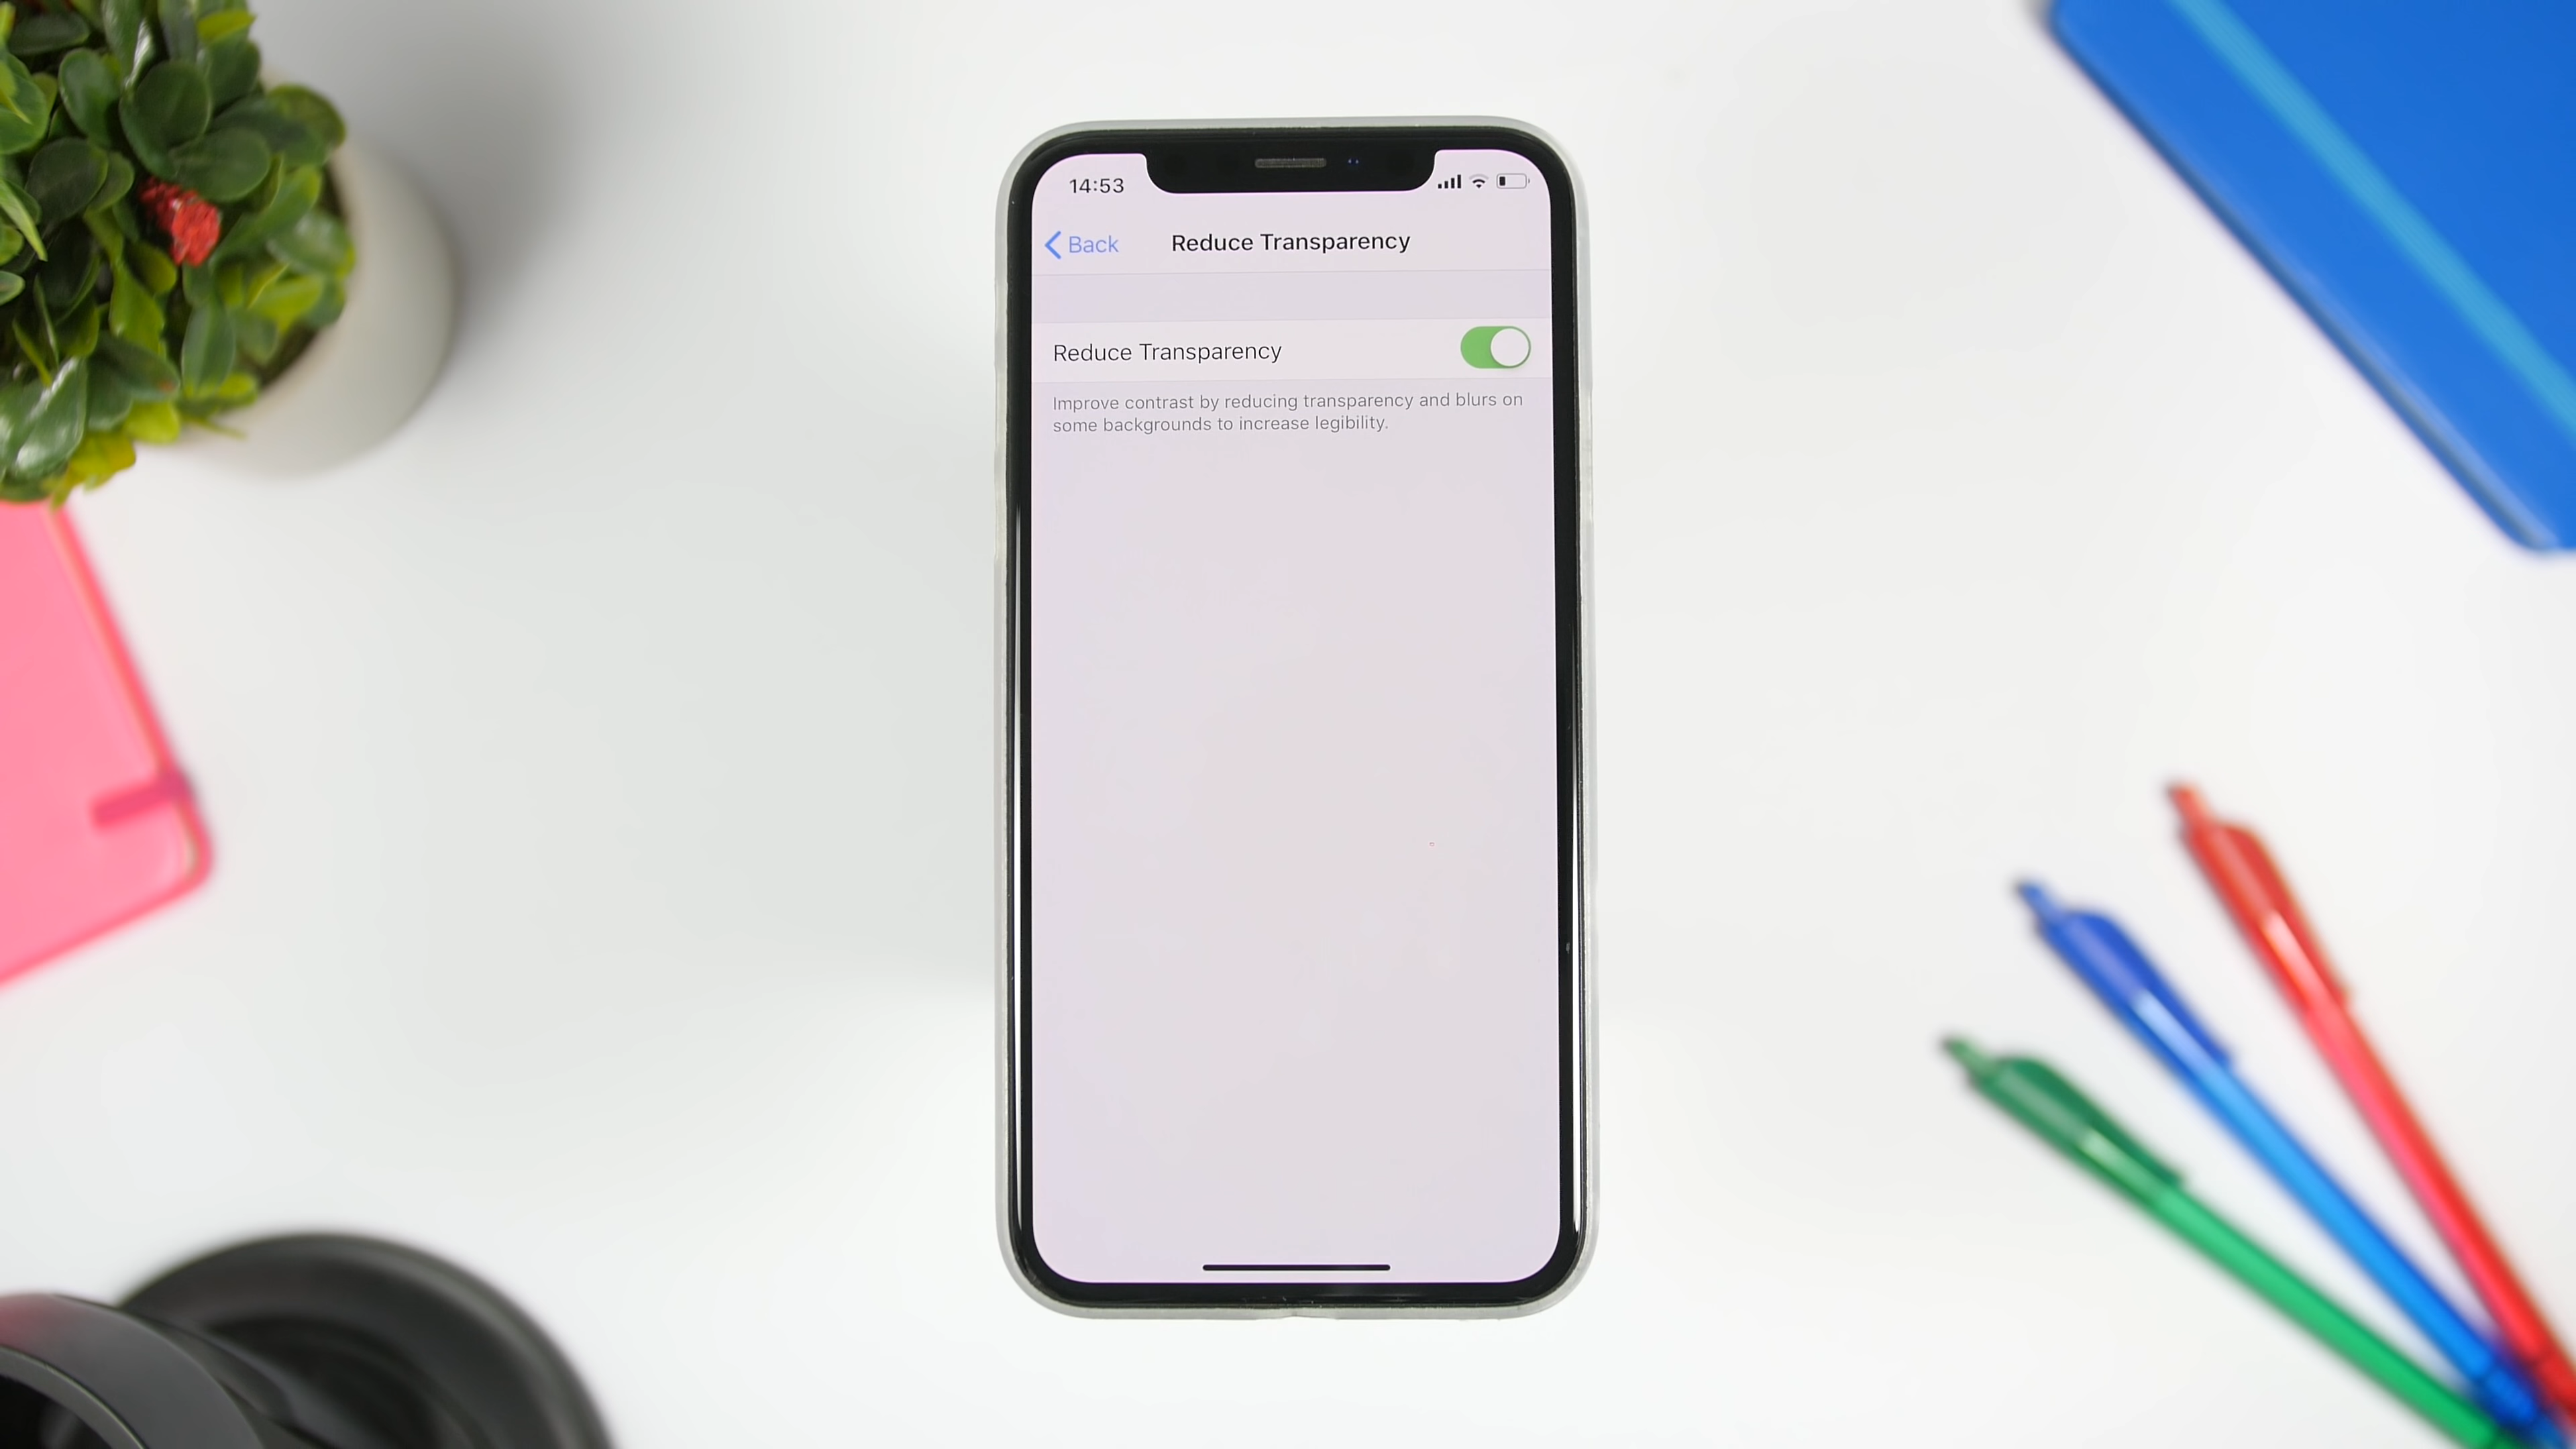 14:53
Back
Reduce Transparency
Reduce Transparency
Improve contrast by reducing transparency and blurs on
some backgrounds to increase legibility.